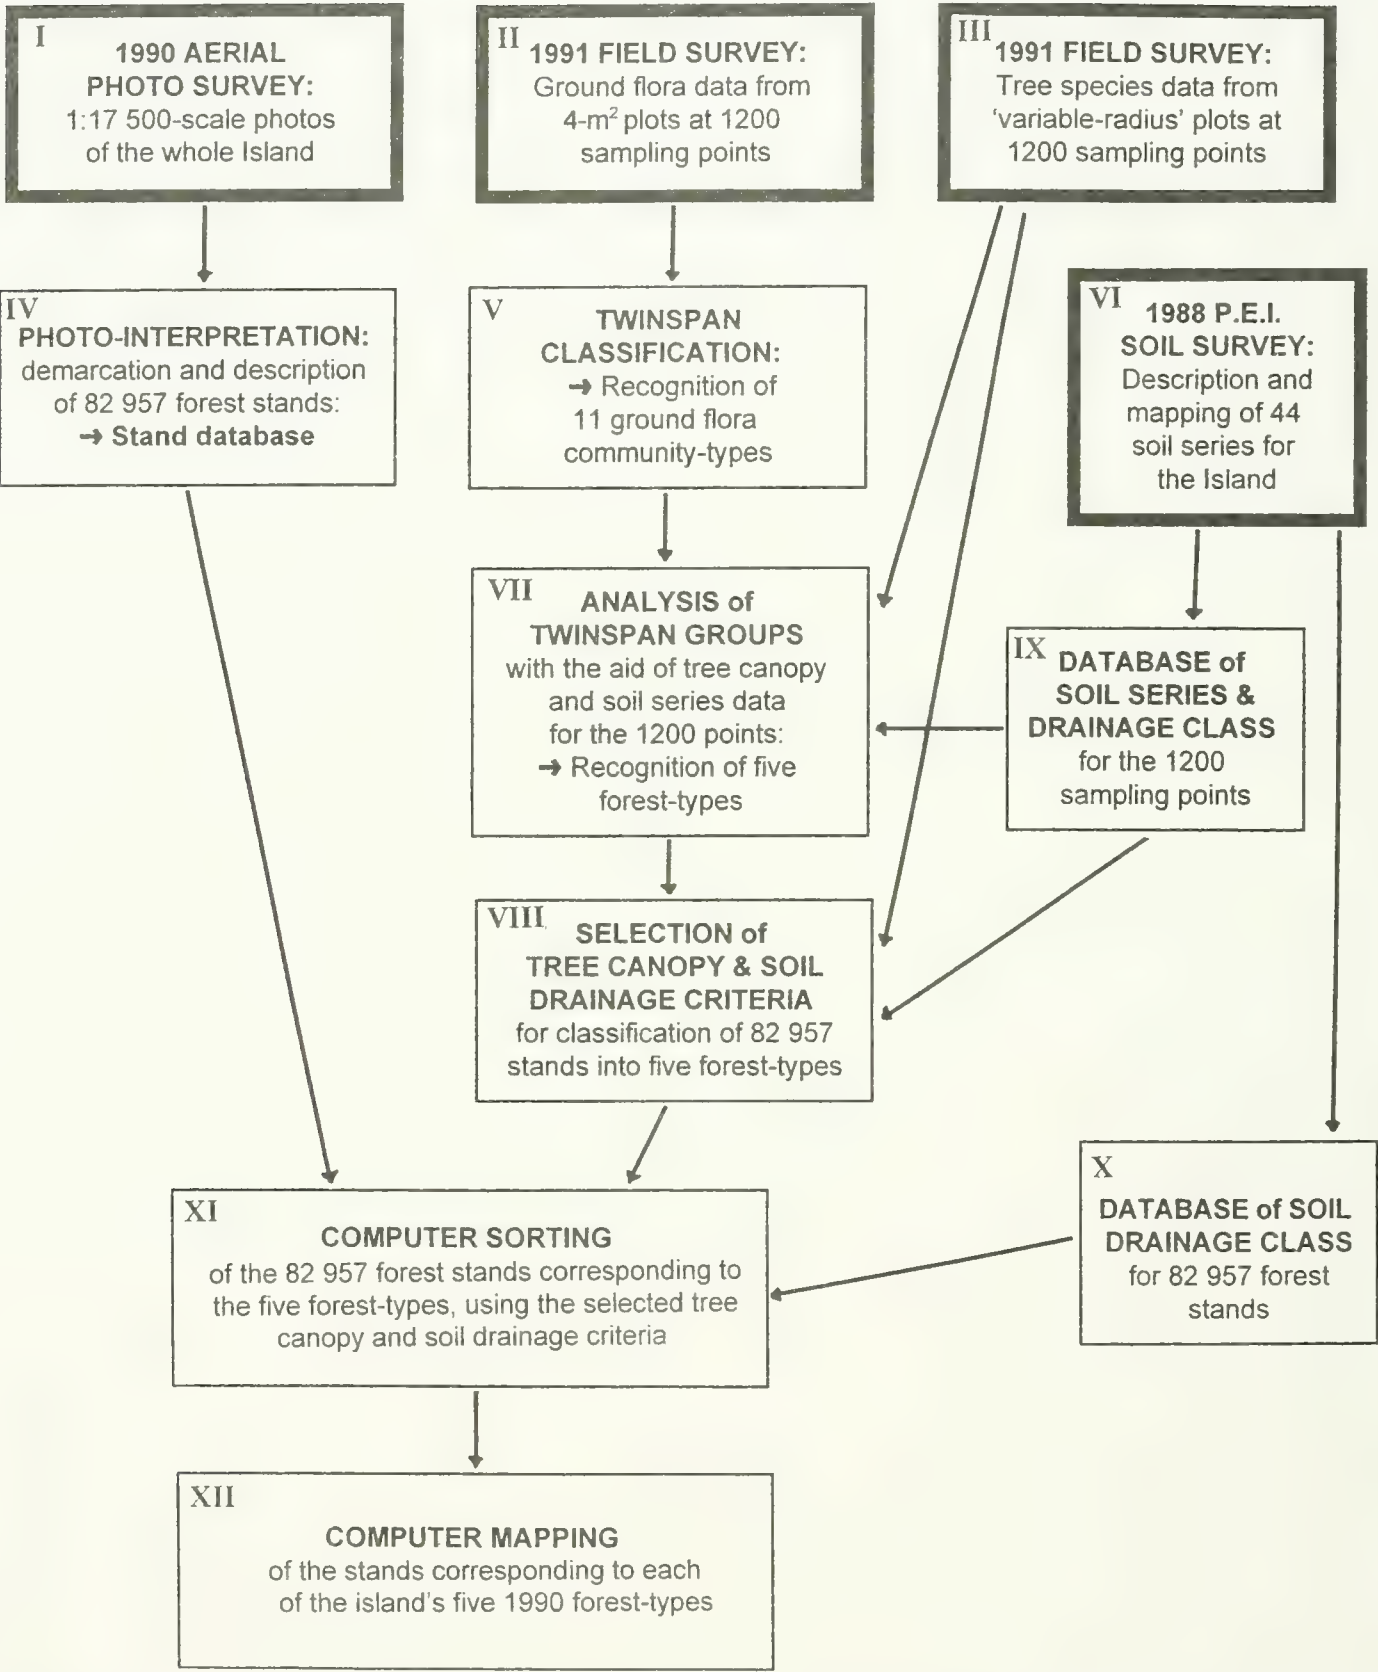 I
1990 AERIAL
PHOTO SURVEY:
1:17 500-scale photos
of the whole Island
II
1991 FIELD SURVEY:
Ground flora data from
4-m² plots at 1200
sampling points
III
1991 FIELD SURVEY:
Tree species data from
'variable-radius' plots at
1200 sampling points
IV
PHOTO-INTERPRETATION:
demarcation and description
of 82 957 forest stands:
→ Stand database
V
TWINSPAN
CLASSIFICATION:
→ Recognition of
11 ground flora
community-types
VI
1988 P.E.I.
SOIL SURVEY:
Description and
mapping of 44
soil series for
the Island
VII
ANALYSIS of
TWINSPAN GROUPS
with the aid of tree canopy
and soil series data
for the 1200 points:
→ Recognition of five
forest-types
IX
DATABASE of
SOIL SERIES &
DRAINAGE CLASS
for the 1200
sampling points
VIII
SELECTION of
TREE CANOPY & SOIL
DRAINAGE CRITERIA
for classification of 82 957
stands into five forest-types
X
DATABASE of SOIL
DRAINAGE CLASS
for 82 957 forest
stands
XI
COMPUTER SORTING
of the 82 957 forest stands corresponding to
the five forest-types, using the selected tree
canopy and soil drainage criteria
XII
COMPUTER MAPPING
of the stands corresponding to each
of the island's five 1990 forest-types